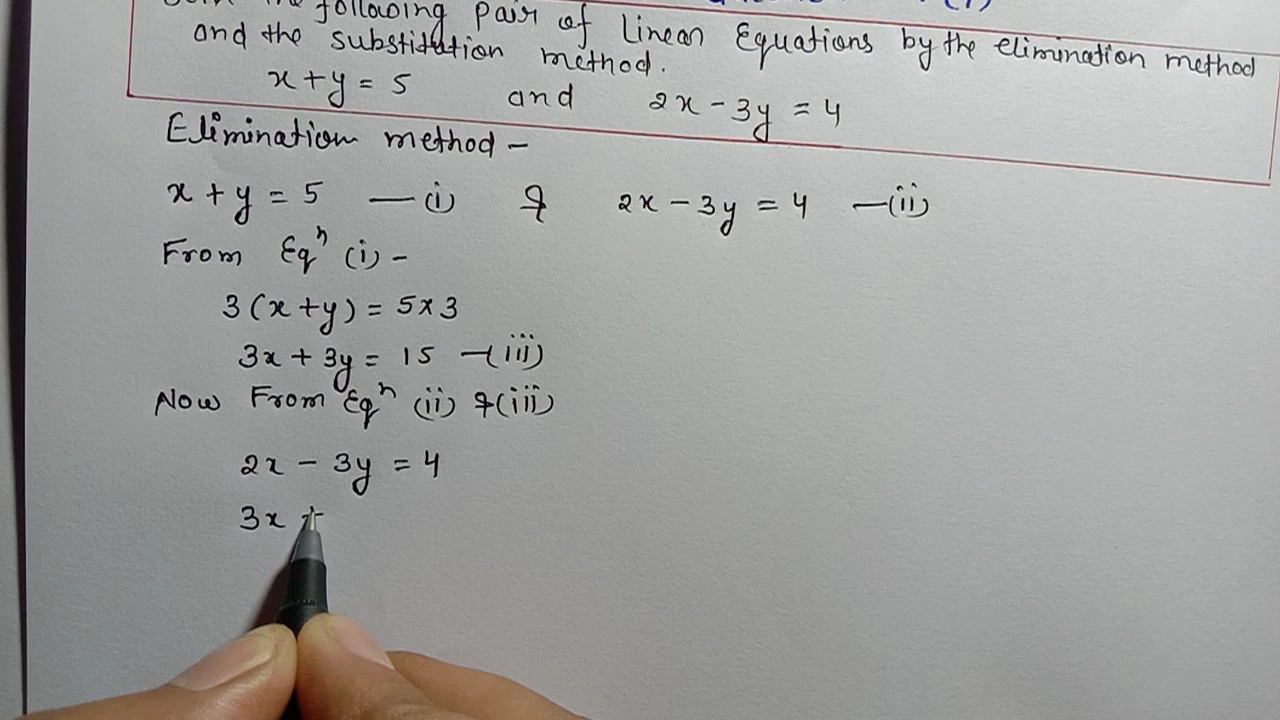 the following pair of linear Equations by the elimination method
and the substitution method.
x + y = 5 and 2x - 3y = 4
Elimination method -
x + y = 5 —(i) & 2x - 3y = 4 —(ii)
From Eqⁿ (i) -
3(x + y) = 5 x 3
3x + 3y = 15 —(iii)
Now From Eqⁿ (ii) & (iii)
2x - 3y = 4
3x +